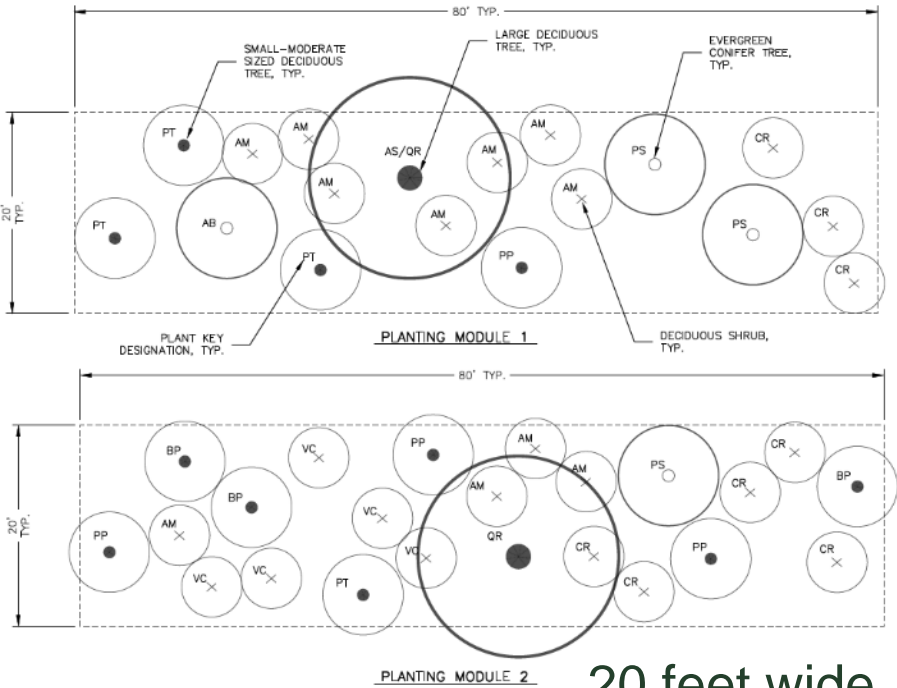 80' TYP.
SMALL-MODERATE
SIZED DECIDUOUS
TREE, TYP.
LARGE DECIDUOUS
TREE, TYP.
EVERGREEN
CONIFER TREE,
TYP.
20'
TYP.
PT
AM
AM
AS/QR
AM
AM
PS
CR
AM
AM
PT
AB
AM
PS
CR
PT
PP
CR
PLANT KEY
DESIGNATION, TYP.
PLANTING MODULE 1
DECIDUOUS SHRUB,
TYP.
80' TYP.
20'
TYP.
BP
VC
PP
AM
CR
BP
AM
AM
PS
CR
BP
PP
AM
VC
VC
QR
CR
PP
CR
VC
VC
PT
CR
PLANTING MODULE 2
20 feet wide